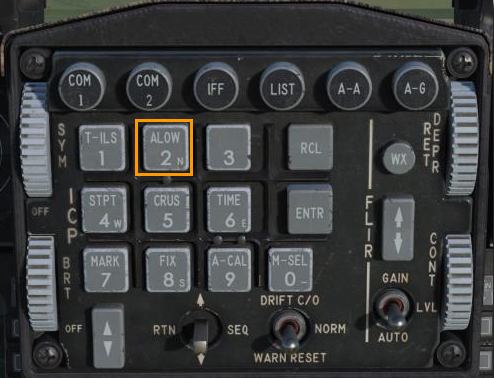 COM 1
COM 2
IFF
LIST
A-A
A-G
SYM
T-ILS 1
ALOW 2 N
3
RCL
WX
RET
DEPR
OFF
ICP
STPT 4 W
CRUS 5
TIME 6 E
ENTR
FLIR
BRT
MARK 7
FIX 8 S
A-CAL 9
M-SEL 0 -
CONT
OFF
RTN
SEQ
DRIFT C/O
NORM
WARN RESET
GAIN
LVL
AUTO